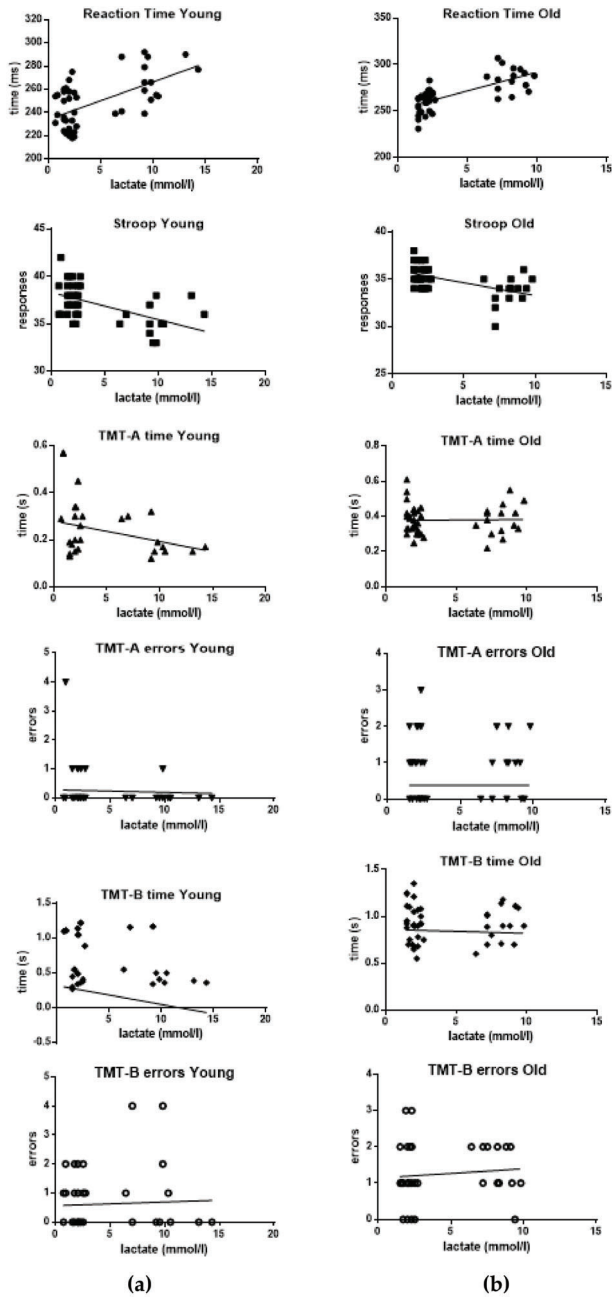 Reaction Time Young
time (ms)
320
300
280
260
240
220
200
0
5
10
15
20
lactate (mmol/l)
Reaction Time Old
time (ms)
350
300
250
200
0
5
10
15
lactate (mmol/l)
Stroop Young
responses
45
40
35
30
0
5
10
15
20
lactate (mmol/l)
Stroop Old
responses
40
35
30
25
0
5
10
15
lactate (mmol/l)
TMT-A time Young
time (s)
0.6
0.4
0.2
0.0
0
5
10
15
20
lactate (mmol/l)
TMT-A time Old
time (s)
0.8
0.6
0.4
0.2
0.0
0
5
10
15
lactate (mmol/l)
TMT-A errors Young
errors
5
4
3
2
1
0
0
5
10
15
20
lactate (mmol/l)
TMT-A errors Old
errors
4
3
2
1
0
0
5
10
15
lactate (mmol/l)
TMT-B time Young
time (s)
1.5
1.0
0.5
0.0
-0.5
5
10
15
20
lactate (mmol/l)
TMT-B time Old
time (s)
1.5
1.0
0.5
0.0
0
5
10
15
lactate (mmol/l)
TMT-B errors Young
errors
5
4
3
2
1
0
0
5
10
15
20
lactate (mmol/l)
TMT-B errors Old
errors
4
3
2
1
0
0
5
10
15
lactate (mmol/l)
(a)
(b)